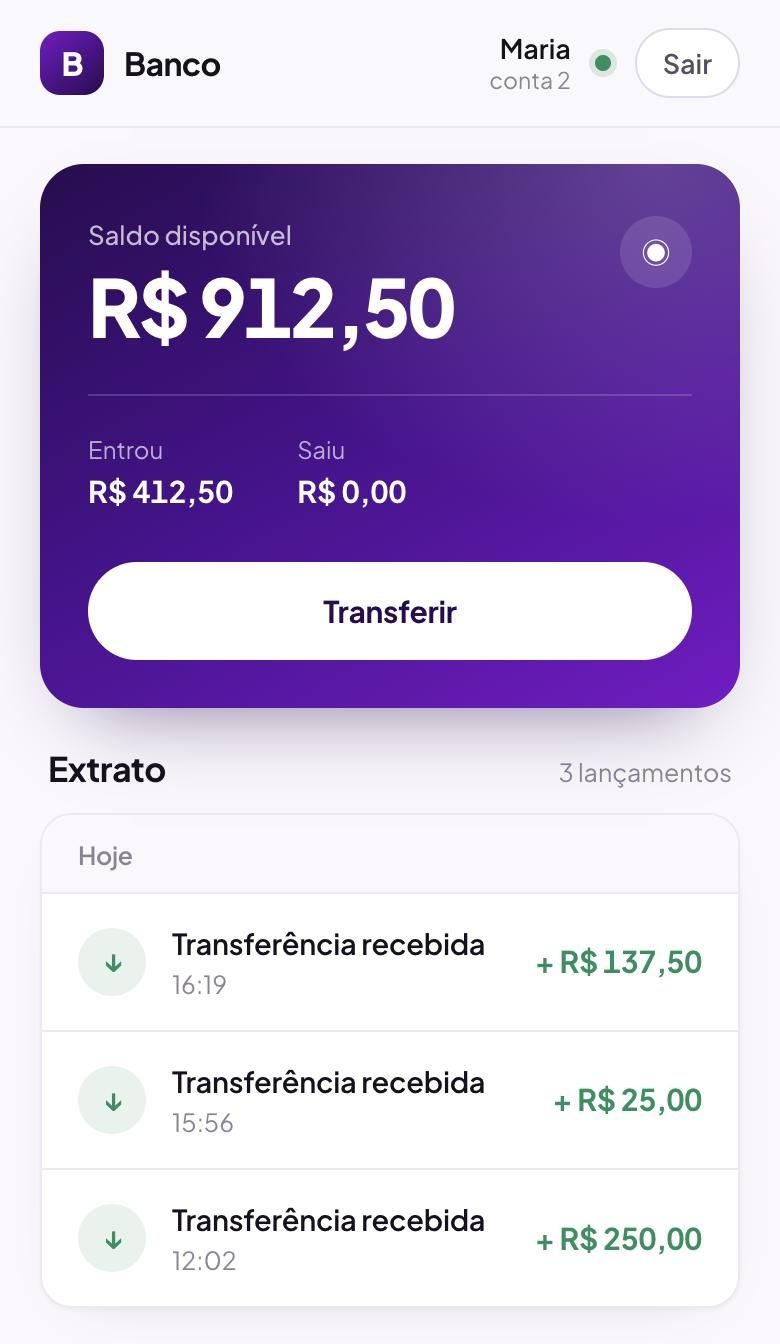 B Banco
Maria
conta 2
Sair
Saldo disponível
R$ 912,50
Entrou
R$ 412,50
Saiu
R$ 0,00
Transferir
Extrato
3 lançamentos
Hoje
Transferência recebida
16:19
+ R$ 137,50
Transferência recebida
15:56
+ R$ 25,00
Transferência recebida
12:02
+ R$ 250,00